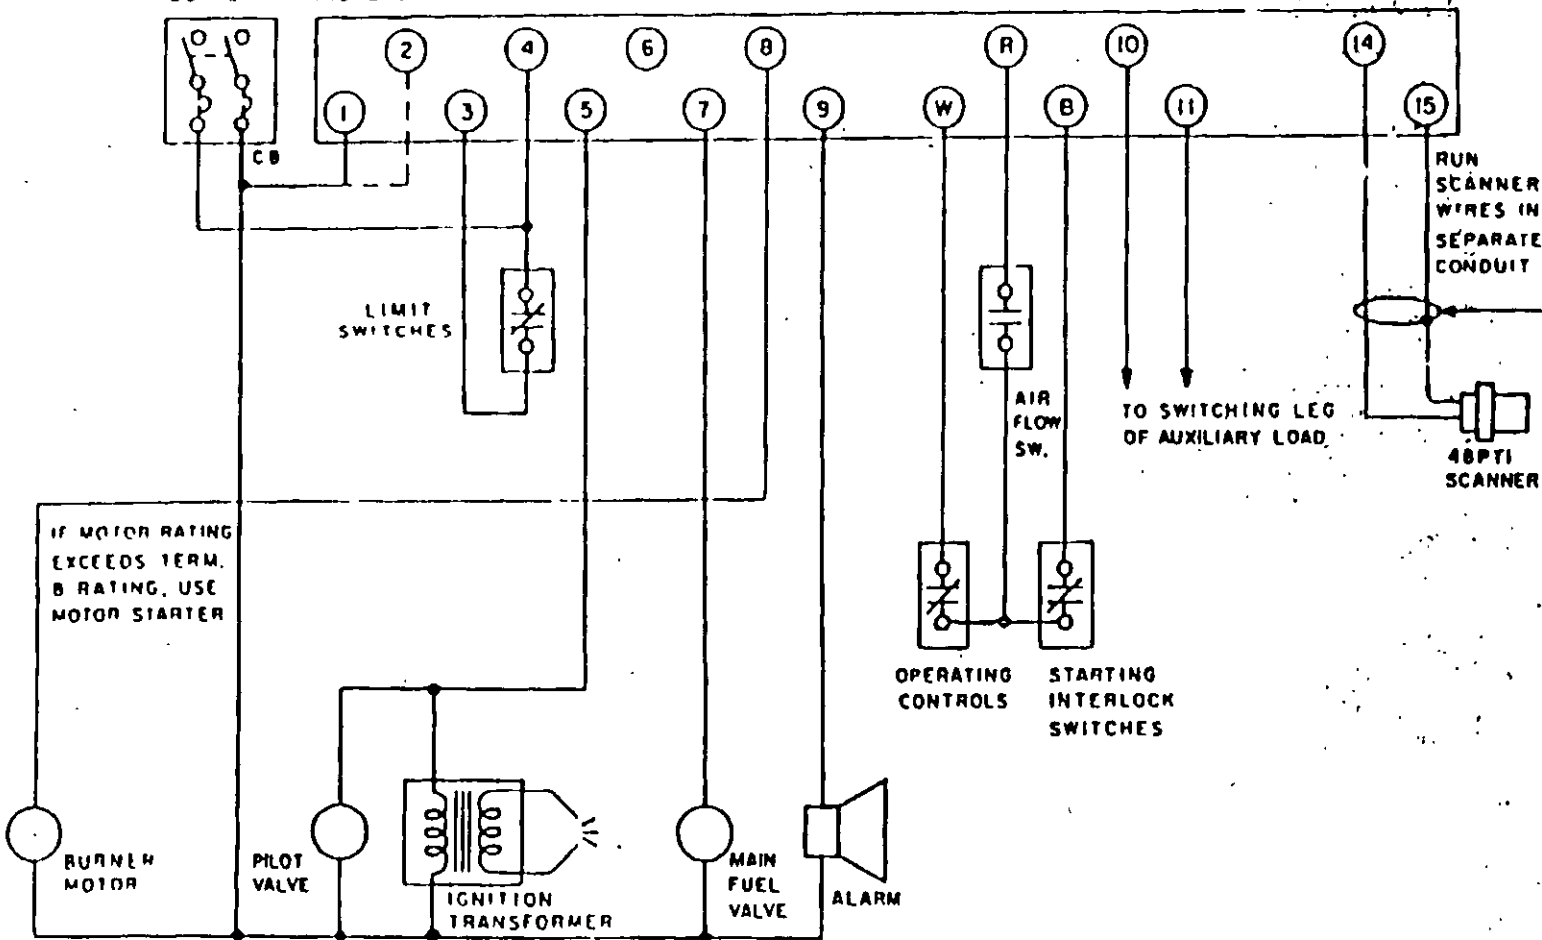 2 4 6 8 R 10 14
1 3 5 7 9 W B 11 15
CB
RUN
SCANNER
WIRES IN
SEPARATE
CONDUIT
LIMIT
SWITCHES
AIR
FLOW
SW.
TO SWITCHING LEG
OF AUXILIARY LOAD
48PT1
SCANNER
IF MOTOR RATING
EXCEEDS TERM.
8 RATING, USE
MOTOR STARTER
OPERATING
CONTROLS
STARTING
INTERLOCK
SWITCHES
BURNER
MOTOR
PILOT
VALVE
IGNITION
TRANSFORMER
MAIN
FUEL
VALVE
ALARM